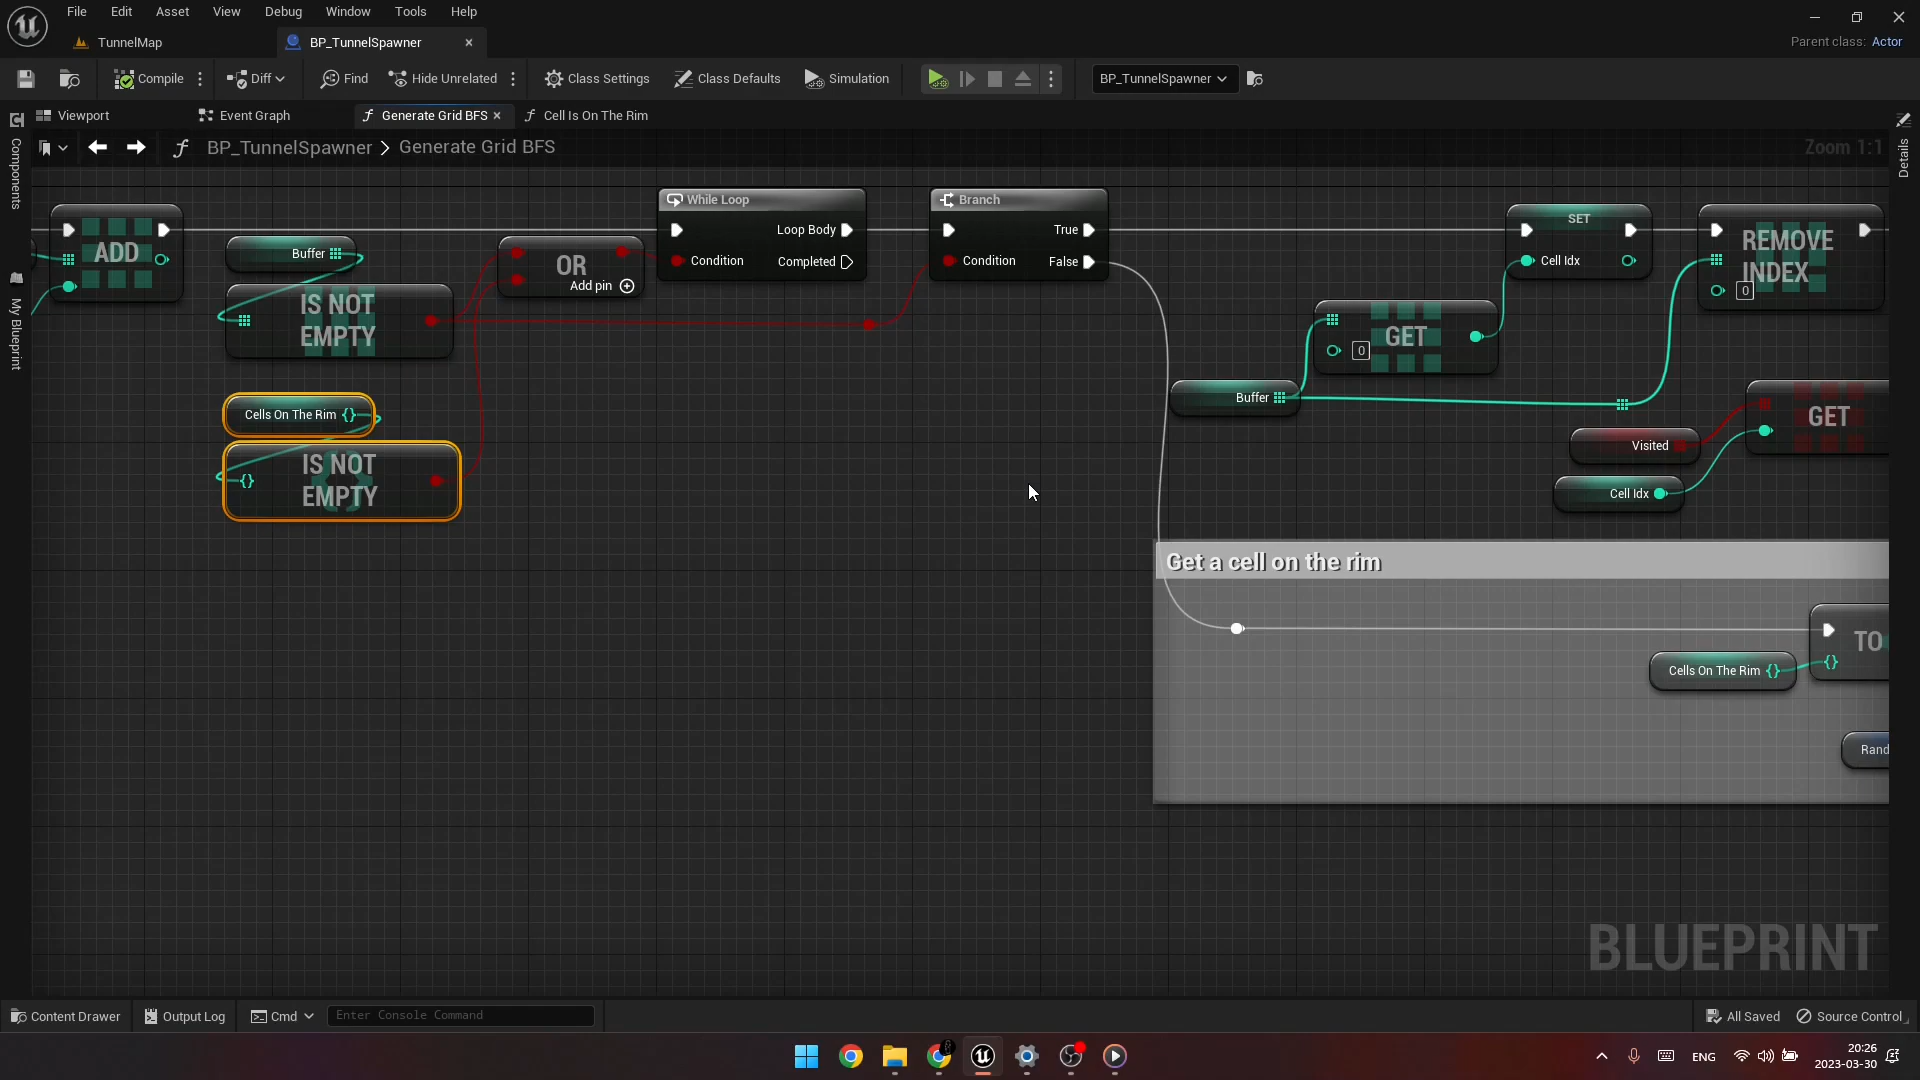 File Edit Asset View Debug Window Tools Help
TunnelMap
BP_TunnelSpawner
Parent class: Actor
Compile
Diff
Find
Hide Unrelated
Class Settings
Class Defaults
Simulation
BP_TunnelSpawner
Viewport
Event Graph
Generate Grid BFS
Cell Is On The Rim
BP_TunnelSpawner > Generate Grid BFS
Zoom 1:1
Components
My Blueprint
Details
ADD
Buffer
IS NOT
EMPTY
Cells On The Rim
IS NOT
EMPTY
OR
Add pin
While Loop
Loop Body
Condition
Completed
Branch
True
Condition
False
SET
Cell Idx
REMOVE
INDEX
0
GET
0
Buffer
GET
Visited
Cell Idx
Get a cell on the rim
TO
Cells On The Rim
Rand
BLUEPRINT
Content Drawer
Output Log
Cmd
Enter Console Command
All Saved
Source Control
ENG
20:26
2023-03-30